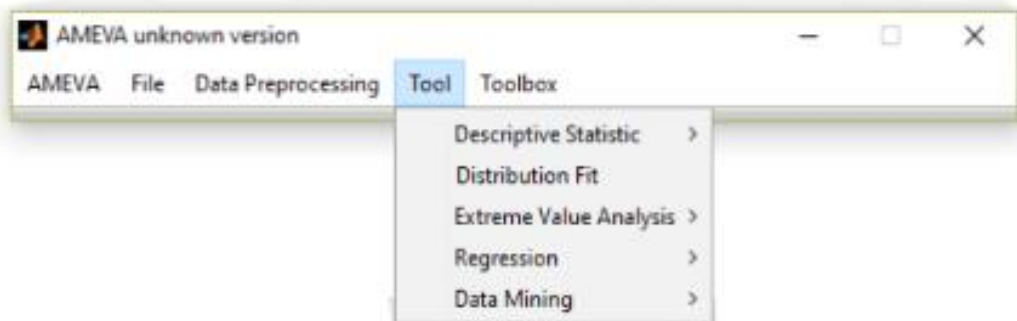 AMEVA unknown version
AMEVA File Data Preprocessing Tool Toolbox
Descriptive Statistic
Distribution Fit
Extreme Value Analysis
Regression
Data Mining